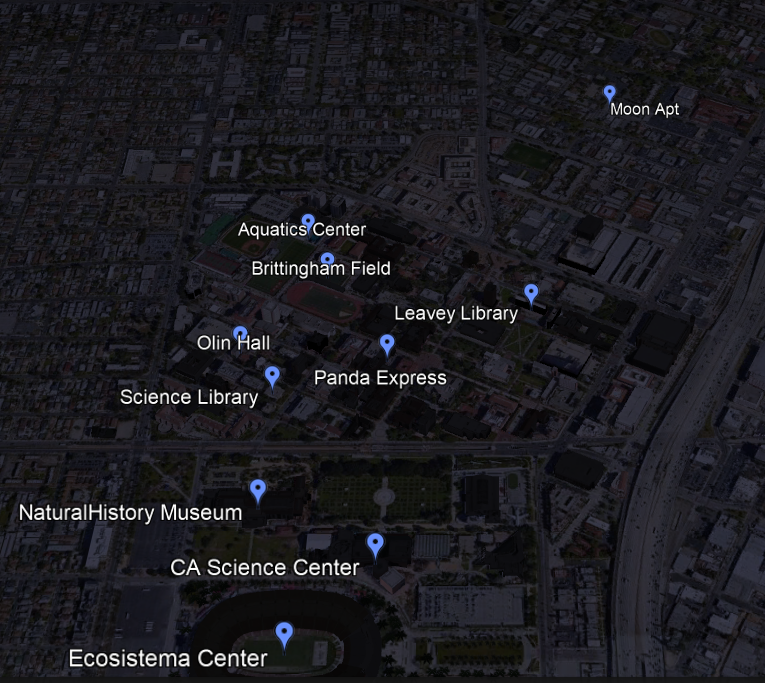 Moon Apt
Aquatics Center
Brittingham Field
Leavey Library
Olin Hall
Panda Express
Science Library
NaturalHistory Museum
CA Science Center
Ecosistema Center